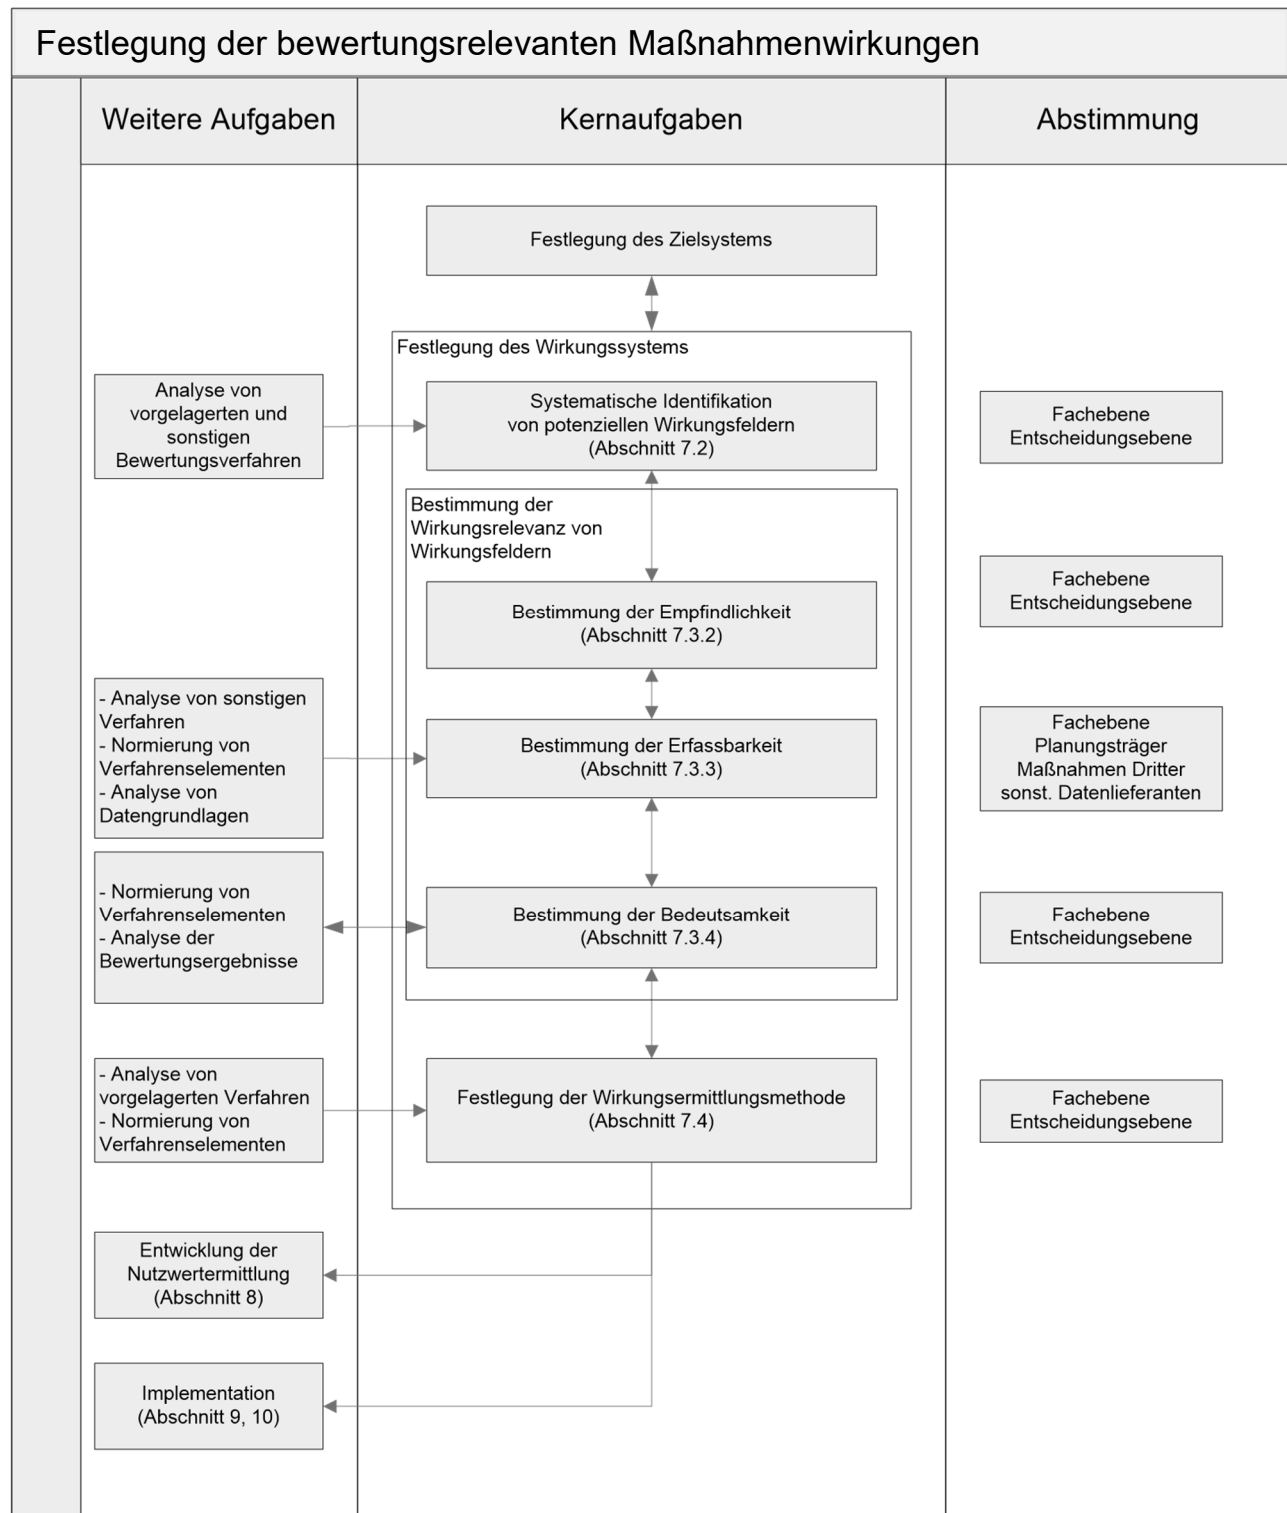 Festlegung der bewertungsrelevanten Maßnahmenwirkungen
Weitere Aufgaben
Kernaufgaben
Abstimmung
Festlegung des Zielsystems
Festlegung des Wirkungssystems
Analyse von
vorgelagerten und
sonstigen
Bewertungsverfahren
Systematische Identifikation
von potenziellen Wirkungsfeldern
(Abschnitt 7.2)
Fachebene
Entscheidungsebene
Bestimmung der
Wirkungsrelevanz von
Wirkungsfeldern
Bestimmung der Empfindlichkeit
(Abschnitt 7.3.2)
Fachebene
Entscheidungsebene
- Analyse von sonstigen
Verfahren
- Normierung von
Verfahrenselementen
- Analyse von
Datengrundlagen
Bestimmung der Erfassbarkeit
(Abschnitt 7.3.3)
Fachebene
Planungsträger
Maßnahmen Dritter
sonst. Datenlieferanten
- Normierung von
Verfahrenselementen
- Analyse der
Bewertungsergebnisse
Bestimmung der Bedeutsamkeit
(Abschnitt 7.3.4)
Fachebene
Entscheidungsebene
- Analyse von
vorgelagerten Verfahren
- Normierung von
Verfahrenselementen
Festlegung der Wirkungsermittlungsmethode
(Abschnitt 7.4)
Fachebene
Entscheidungsebene
Entwicklung der
Nutzwertermittlung
(Abschnitt 8)
Implementation
(Abschnitt 9, 10)